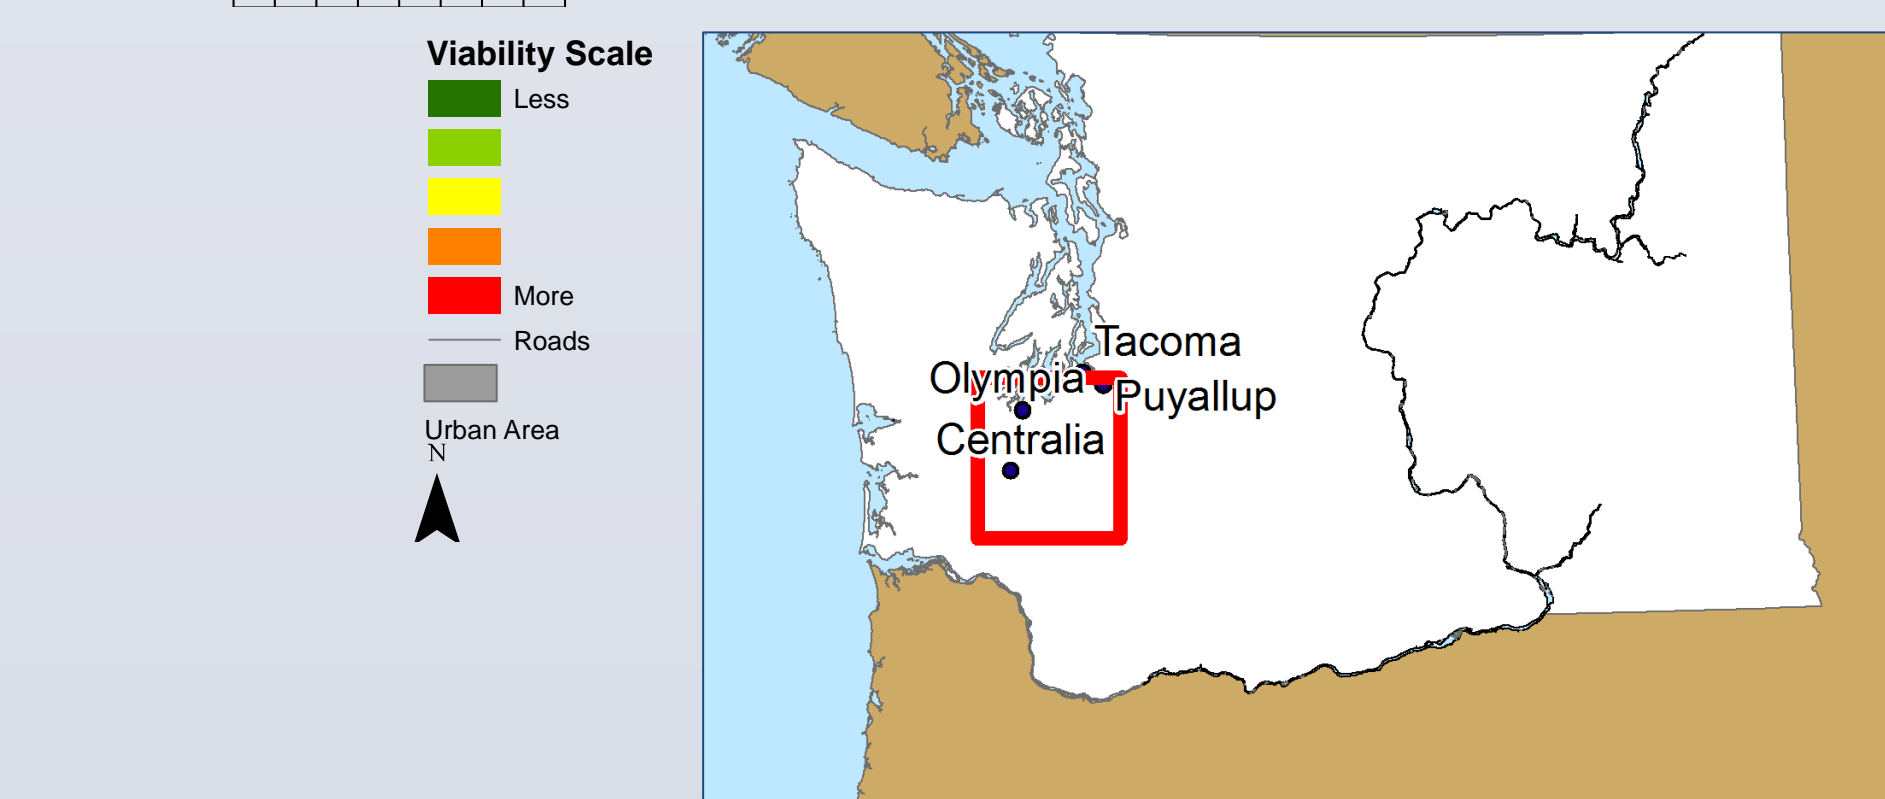 Viability Scale
Less
More
Roads
Urban Area
N
Tacoma
Olympia
Puyallup
Centralia